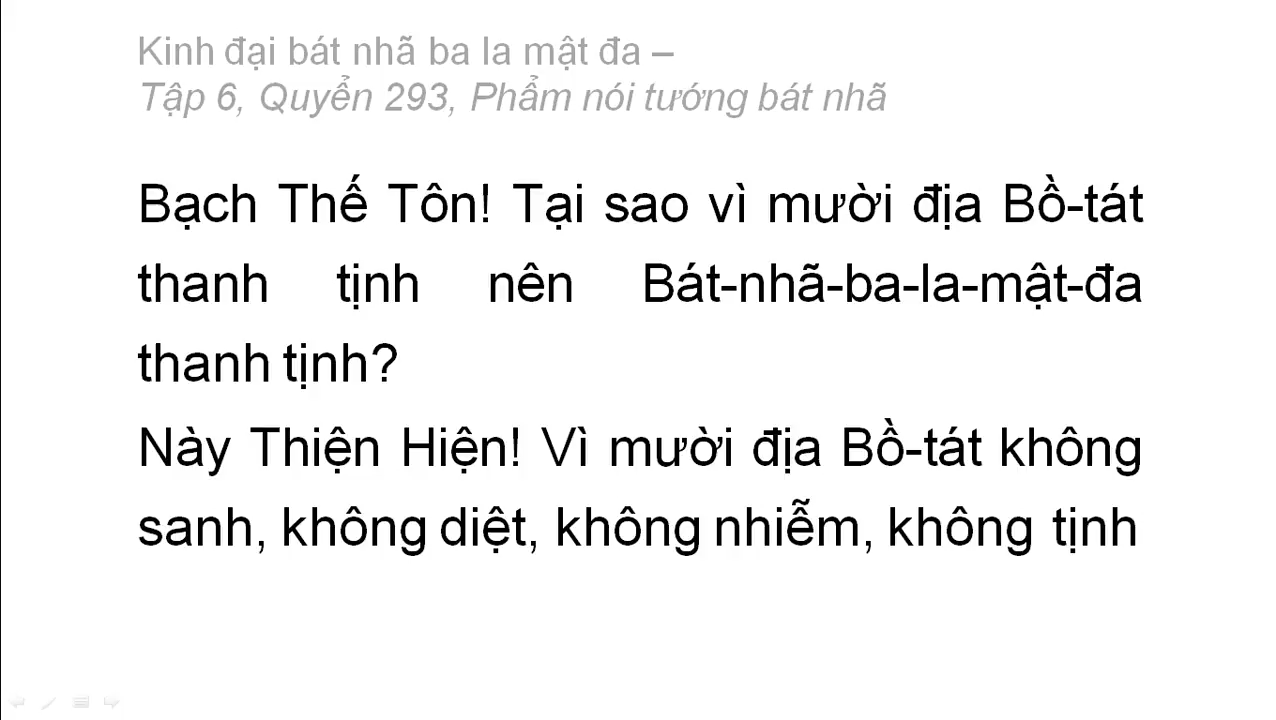 Kinh đại bát nhã ba la mật đa –
Tập 6, Quyển 293, Phẩm nói tướng bát nhã
Bạch Thế Tôn! Tại sao vì mười địa Bồ-tát
thanh tịnh nên Bát-nhã-ba-la-mật-đa
thanh tịnh?
Này Thiện Hiện! Vì mười địa Bồ-tát không
sanh, không diệt, không nhiễm, không tịnh